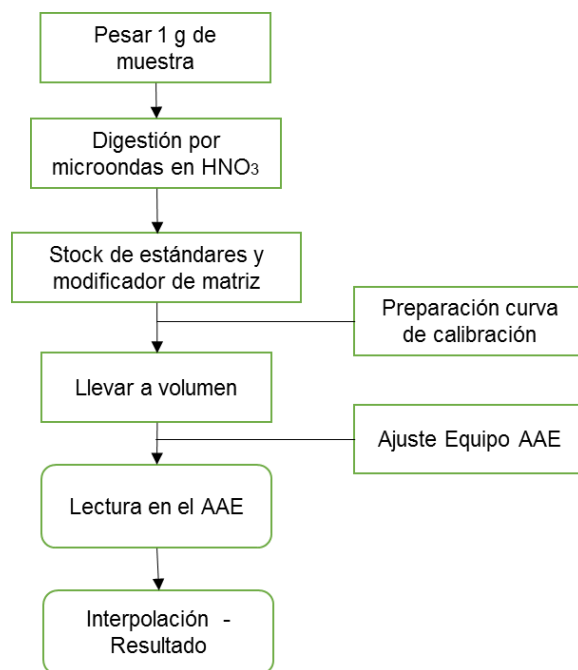 Pesar 1 g de
muestra
Digestión por
microondas en HNO₃
Stock de estándares y
modificador de matriz
Preparación curva
de calibración
Llevar a volumen
Ajuste Equipo AAE
Lectura en el AAE
Interpolación -
Resultado